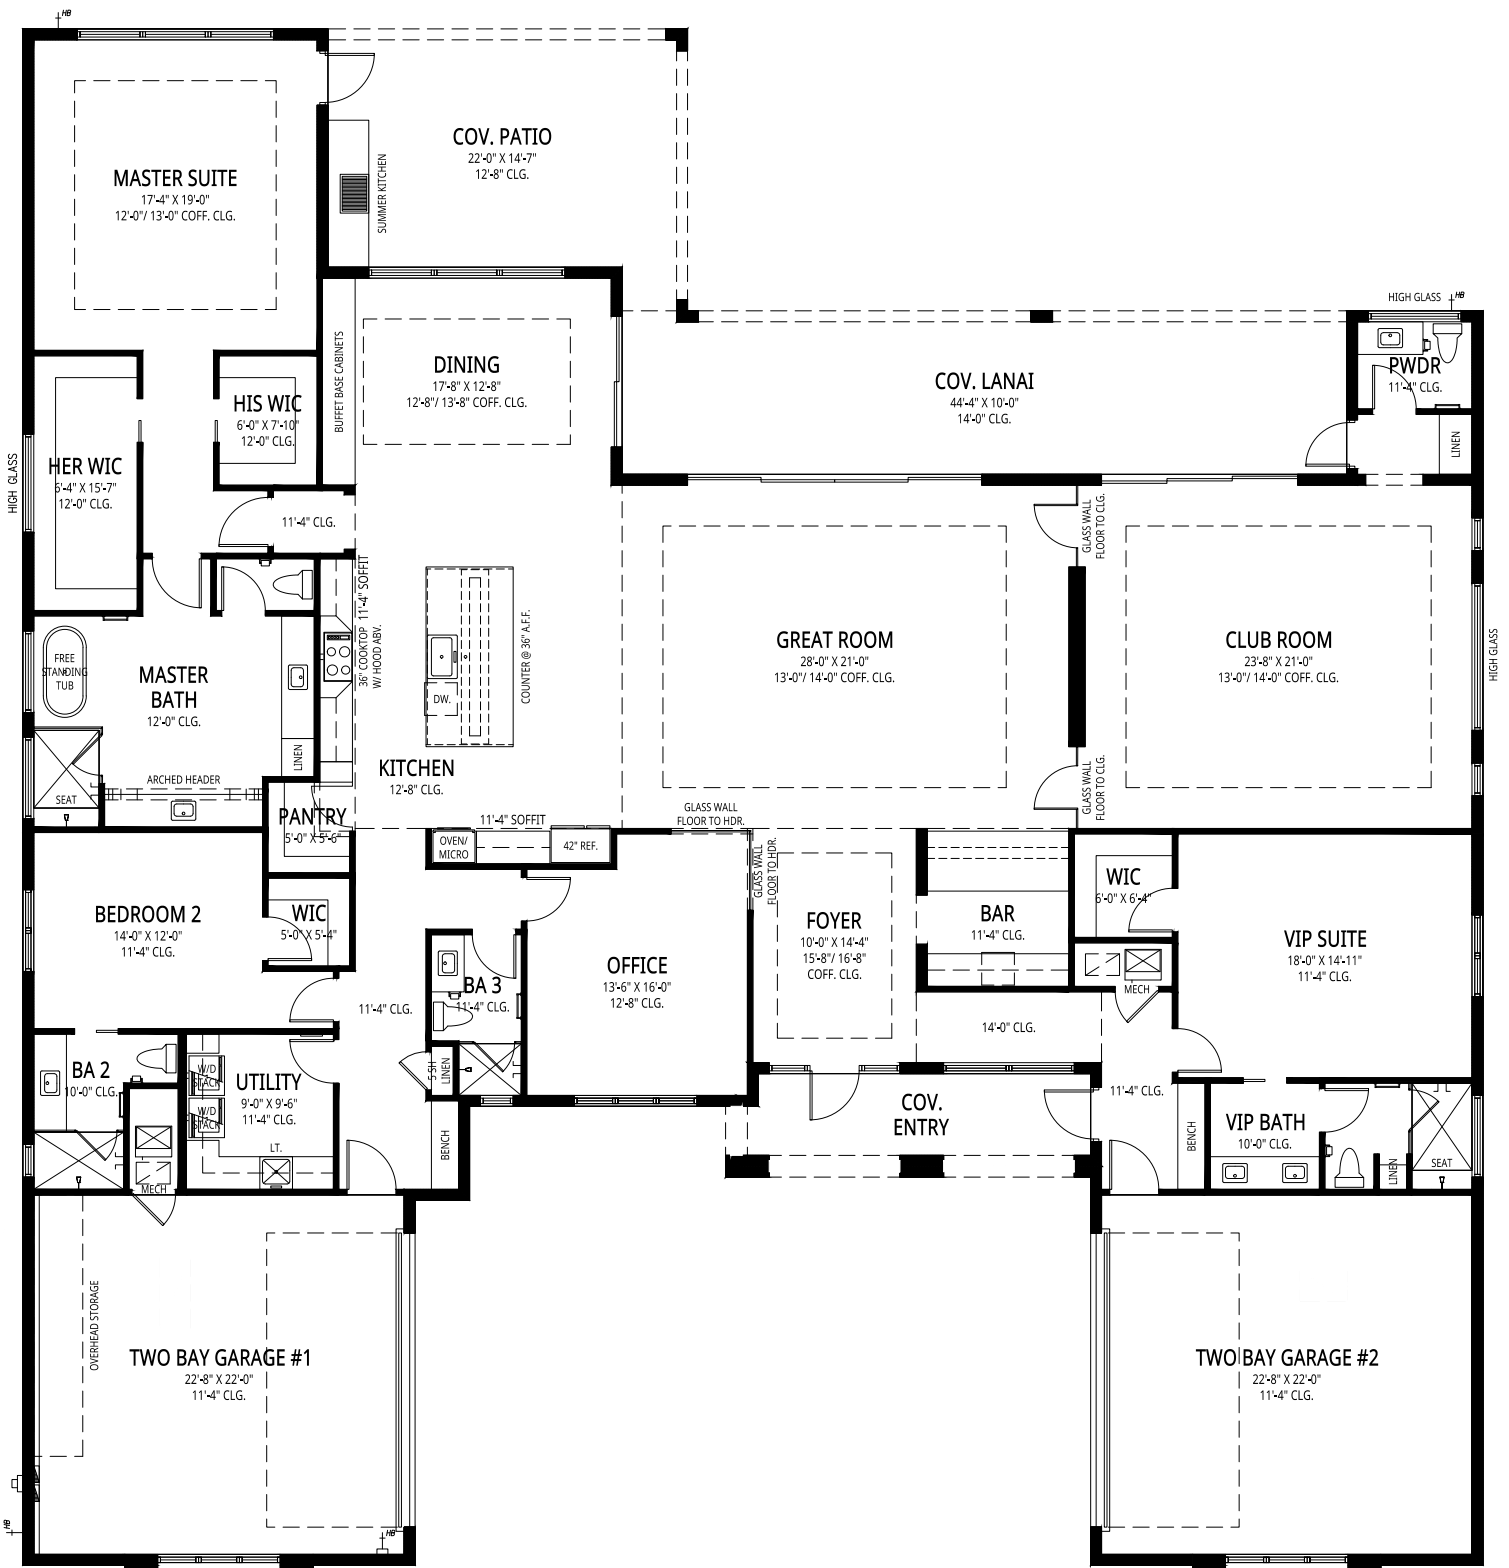 HB
COV. PATIO
22'-0" X 14'-7"
12'-8" CLG.
SUMMER KITCHEN
MASTER SUITE
17'-4" X 19'-0"
12'-0"/ 13'-0" COFF. CLG.
HIGH GLASS
HB
PWDR
11'-4" CLG.
LINEN
DINING
17'-8" X 12'-8"
12'-8"/ 13'-8" COFF. CLG.
BUFFET BASE CABINETS
COV. LANAI
44'-4" X 10'-0"
14'-0" CLG.
HIS WIC
6'-0" X 7'-10"
12'-0" CLG.
HER WIC
6'-4" X 15'-7"
12'-0" CLG.
HIGH GLASS
11'-4" CLG.
GLASS WALL
FLOOR TO CLG.
36" COOKTOP 11'-4" SOFFIT
W/ HOOD ABV.
COUNTER @ 36" A.F.F.
DW.
GREAT ROOM
28'-0" X 21'-0"
13'-0"/ 14'-0" COFF. CLG.
CLUB ROOM
23'-8" X 21'-0"
13'-0"/ 14'-0" COFF. CLG.
HIGH GLASS
FREE
STANDING
TUB
MASTER
BATH
12'-0" CLG.
LINEN
ARCHED HEADER
SEAT
KITCHEN
12'-8" CLG.
GLASS WALL
FLOOR TO CLG.
PANTRY
5'-0" X 5'-6"
11'-4" SOFFIT
OVEN/
MICRO
42" REF.
GLASS WALL
FLOOR TO HDR.
GLASS WALL
FLOOR TO HDR.
BEDROOM 2
14'-0" X 12'-0"
11'-4" CLG.
WIC
5'-0" X 5'-4"
FOYER
10'-0" X 14'-4"
15'-8"/ 16'-8"
COFF. CLG.
BAR
11'-4" CLG.
WIC
6'-0" X 6'-4"
VIP SUITE
18'-0" X 14'-11"
11'-4" CLG.
OFFICE
13'-6" X 16'-0"
12'-8" CLG.
BA 3
11'-4" CLG.
11'-4" CLG.
MECH
14'-0" CLG.
5 SH
LINEN
BA 2
10'-0" CLG.
W/D
STACK
W/D
STACK
UTILITY
9'-0" X 9'-6"
11'-4" CLG.
LT.
MECH
BENCH
COV.
ENTRY
11'-4" CLG.
BENCH
VIP BATH
10'-0" CLG.
LINEN
SEAT
OVERHEAD STORAGE
TWO BAY GARAGE #1
22'-8" X 22'-0"
11'-4" CLG.
TWO BAY GARAGE #2
22'-8" X 22'-0"
11'-4" CLG.
HB
HB